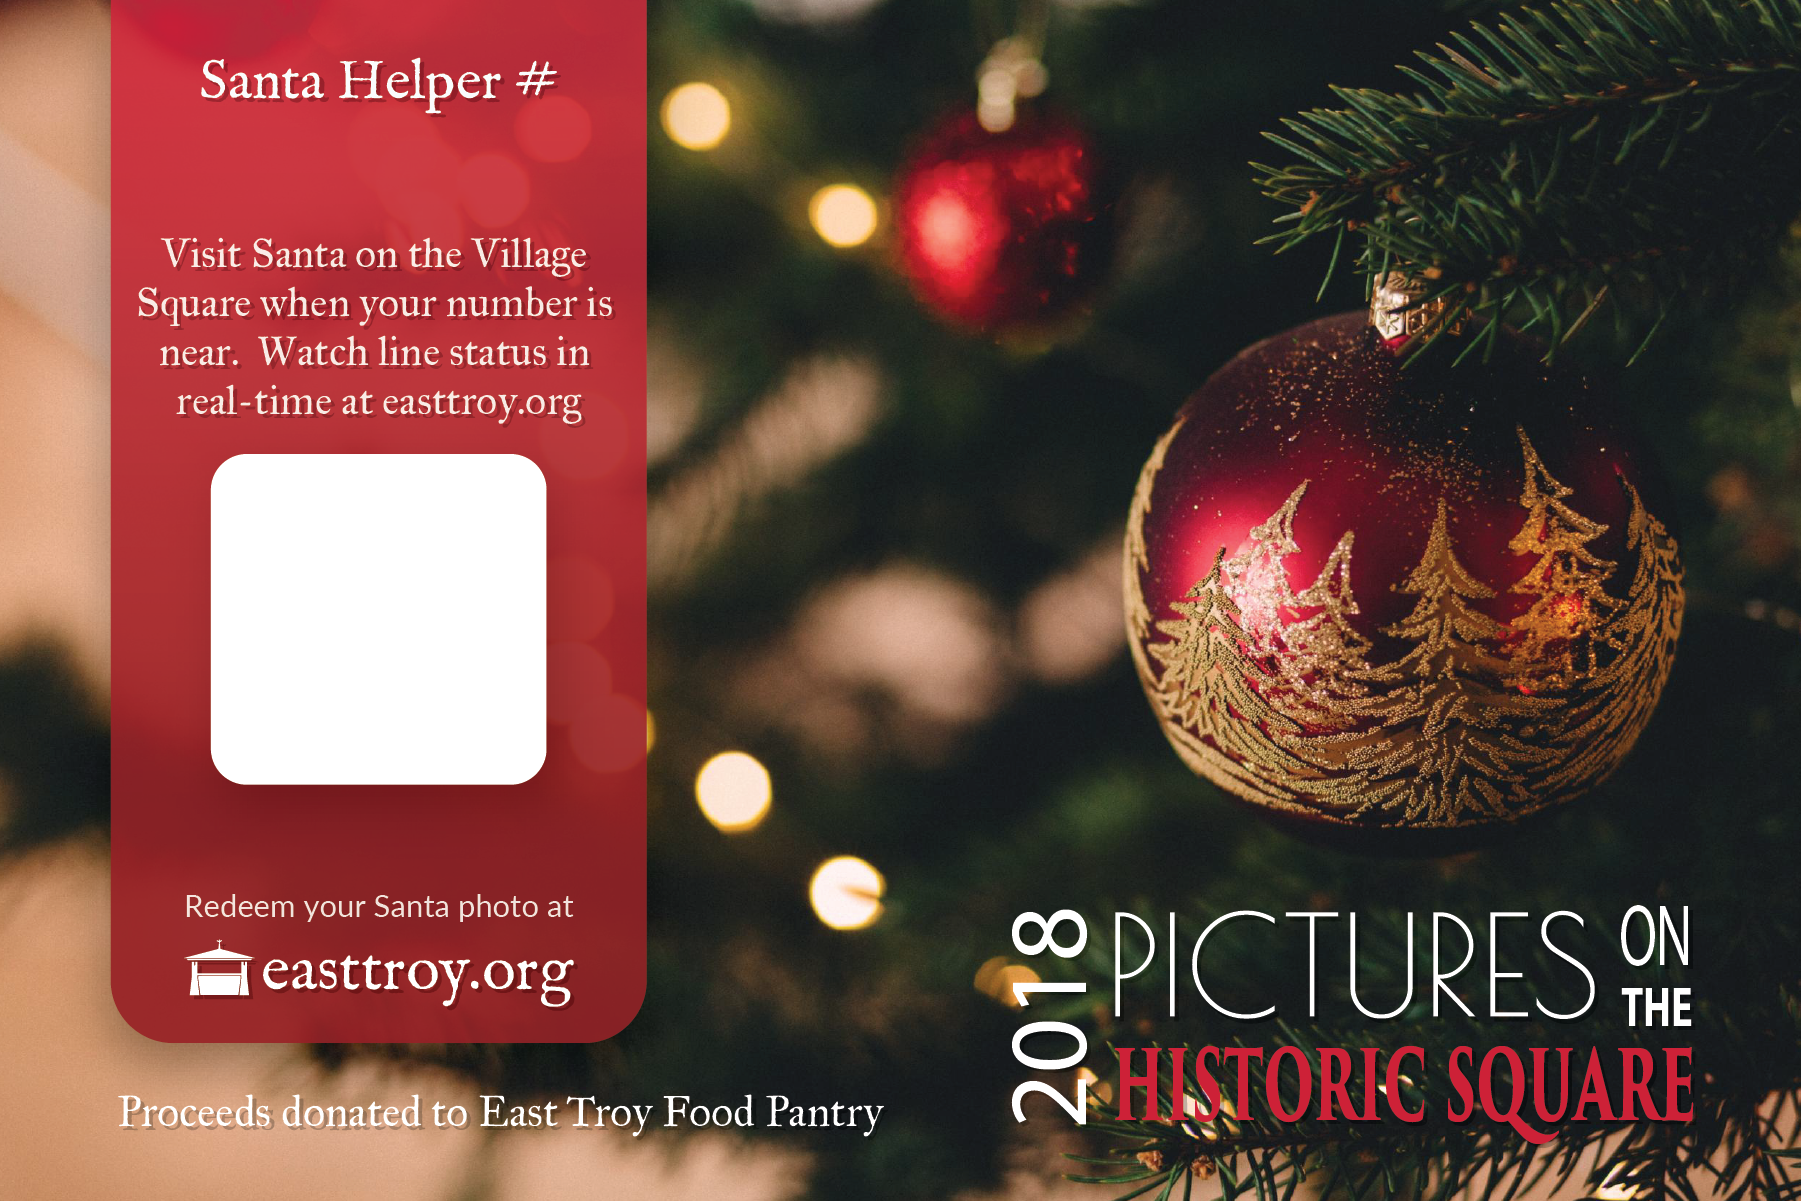 Santa Helper #
Visit Santa on the Village
Square when your number is
near.  Watch line status in
real-time at easttroy.org
Redeem your Santa photo at
easttroy.org
Proceeds donated to East Troy Food Pantry
2018
PICTURES ON
THE
HISTORIC SQUARE